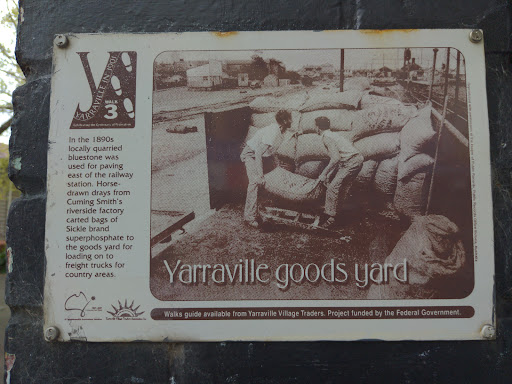 YARRAVILLE IN 1901
WALK
3
In the 1890s
locally quarried
bluestone was
used for paving
east of the railway
station. Horse-
drawn drays from
Cuming Smith's
riverside factory
carted bags of
Sickle brand
superphosphate to
the goods yard for
loading on to
freight trucks for
country areas.
Yarraville goods yard
Walks guide available from Yarraville Village Traders. Project funded by the Federal Government.